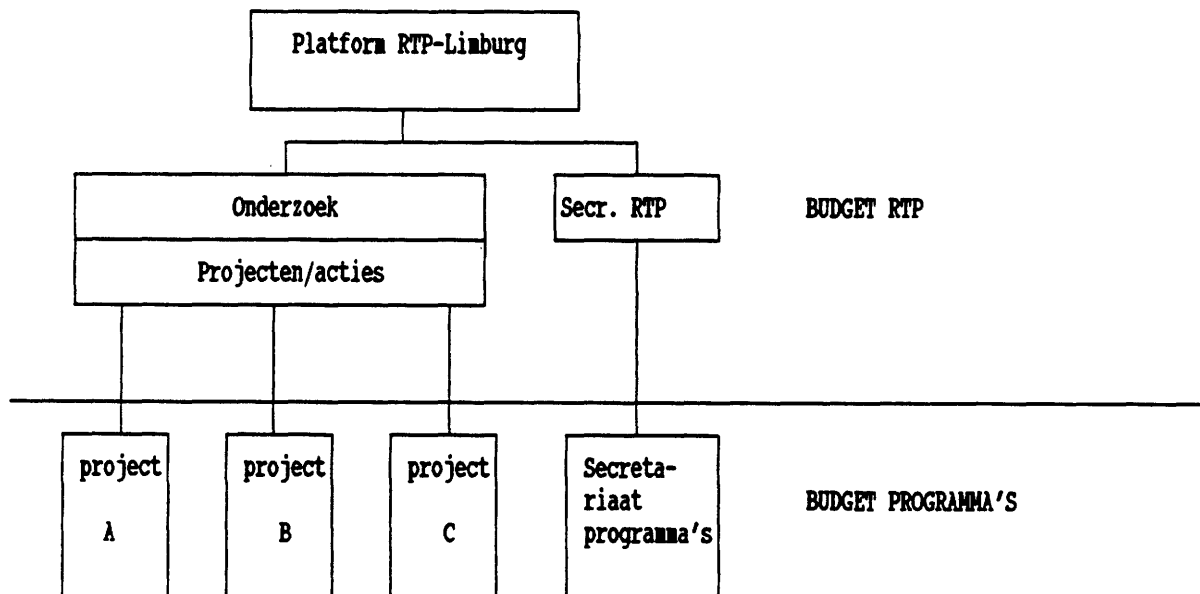 Platform RTP-Limburg
Onderzoek
Secr. RTP
BUDGET RTP
Projecten/acties
project
A
project
B
project
C
Secreta-
riaat
programma's
BUDGET PROGRAMMA'S